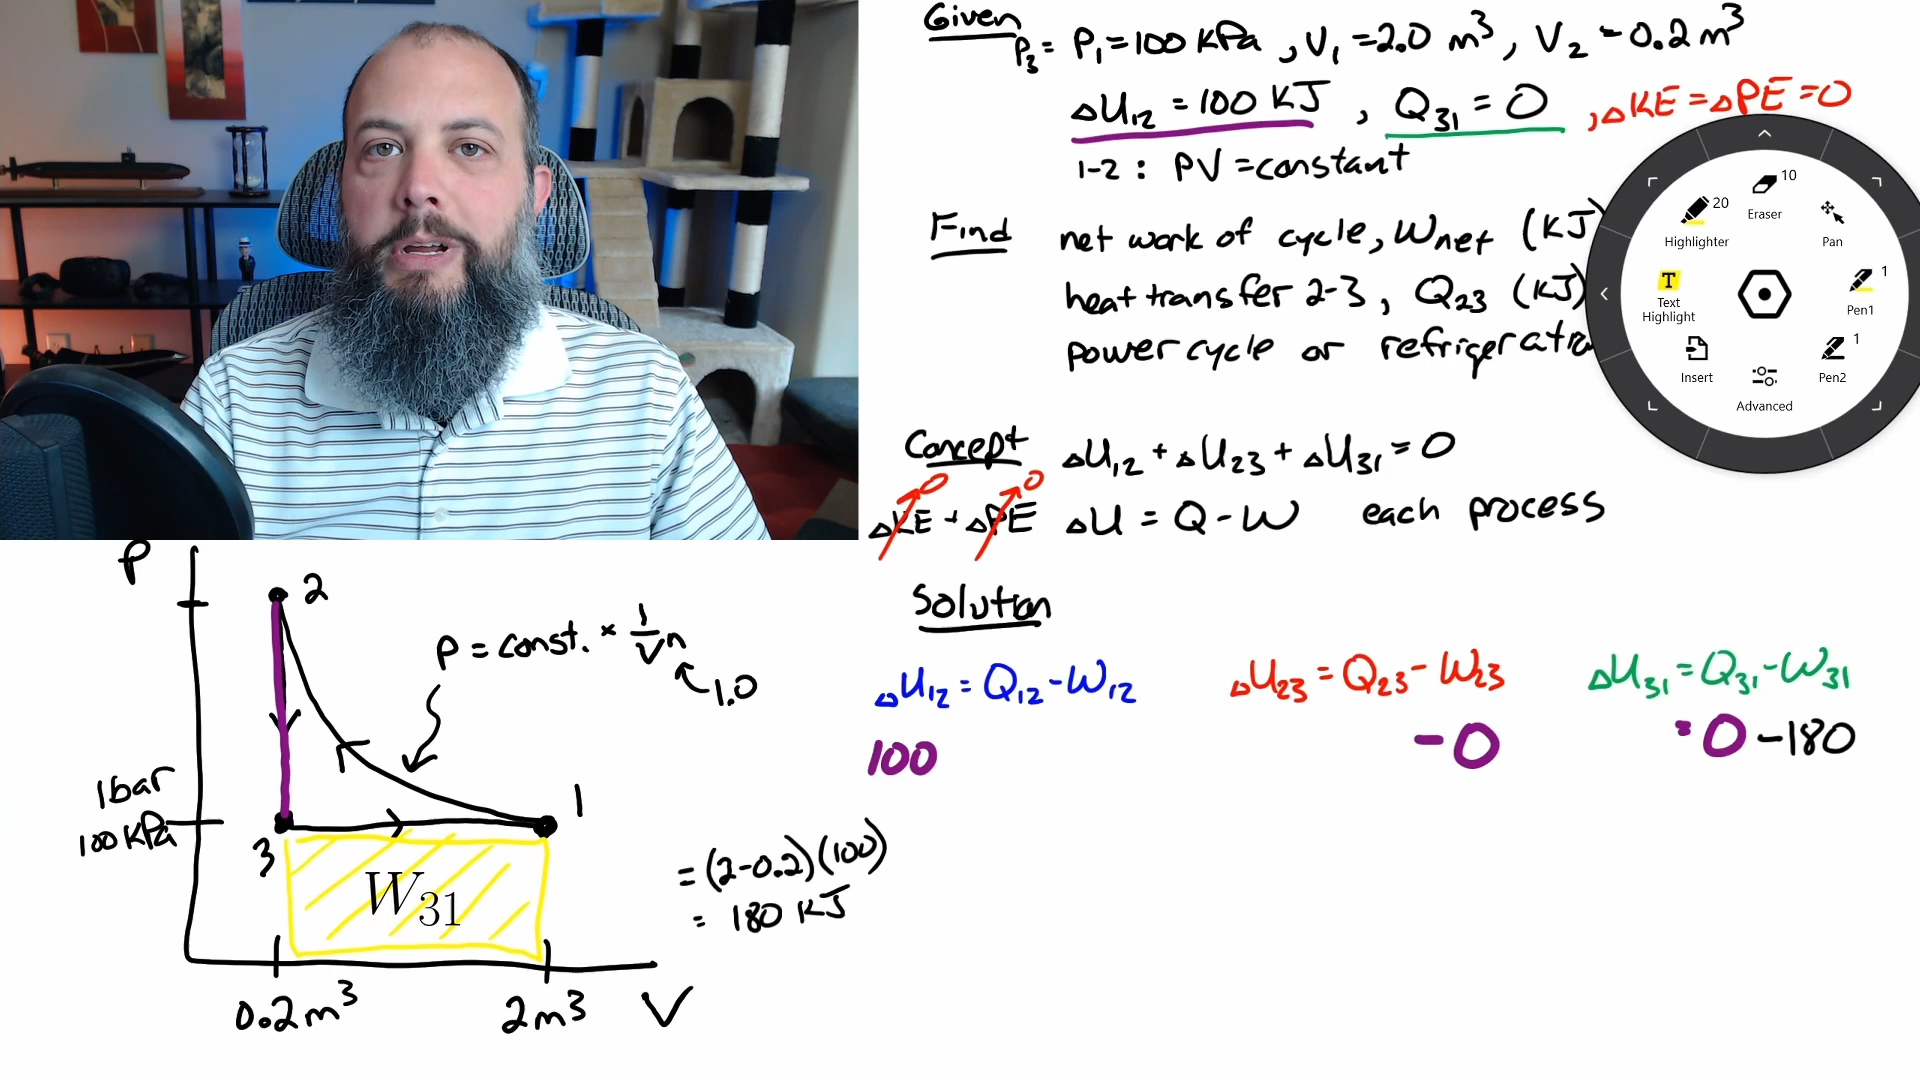 Given
P₃ = P₁ = 100 kPa , V₁ = 2.0 m³ , V₂ = 0.2 m³
ΔU₁₂ = 100 KJ , Q₃₁ = 0 , ΔKE = ΔPE = 0
1-2 : PV = constant
Find net work of cycle, Wnet (KJ)
heat transfer 2-3 , Q₂₃ (KJ)
power cycle or
10
Eraser
20
Highlighter
Pan
Text Highlight
1
Pen1
Insert
1
Pen2
Advanced
Concept ΔU₁₂ + ΔU₂₃ + ΔU₃₁ = 0
0 0
ΔKE + ΔPE ΔU = Q - W each process
Solution
ΔU₁₂ = Q₁₂ - W₁₂
100
ΔU₂₃ = Q₂₃ - W₂₃
- 0
ΔU₃₁ = Q₃₁ - W₃₁
= 0 - 180
P
2
P = const. × 1/Vⁿ
1.0
1bar
100 KPa
1
3
W₃₁
= (2-0.2)(100)
= 180 KJ
0.2m³ 2m³ V